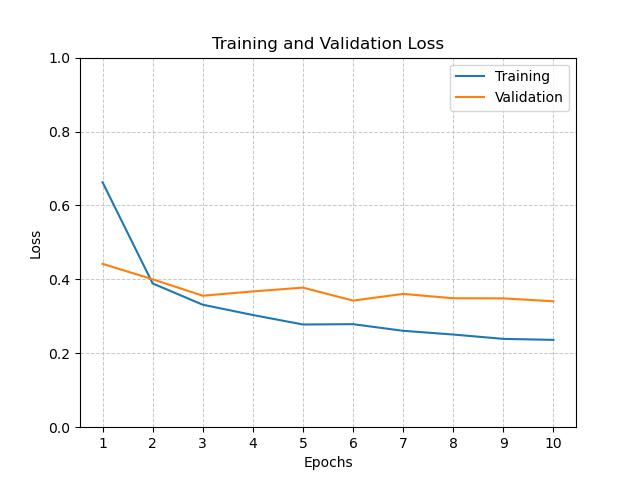 Training and Validation Loss
Training
Validation
Loss
1.0
0.8
0.6
0.4
0.2
0.0
1 2 3 4 5 6 7 8 9 10
Epochs